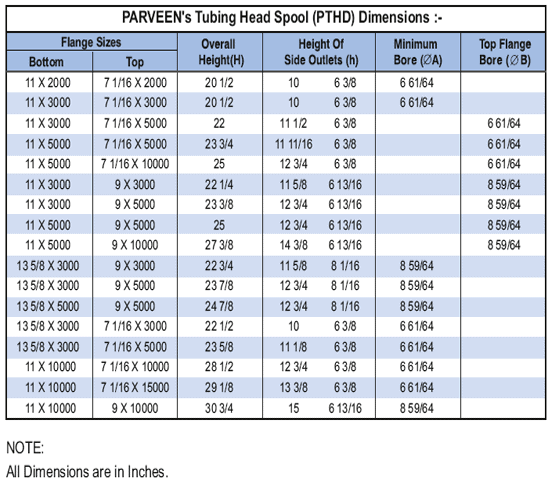 PARVEEN's Tubing Head Spool (PTHD) Dimensions :-
Flange Sizes Overall Height Of Minimum Top Flange
Bottom Top Height(H) Side Outlets (h) Bore (∅A) Bore (∅B)
11 X 2000 7 1/16 X 2000 20 1/2 10 6 3/8 6 61/64
11 X 3000 7 1/16 X 3000 20 1/2 10 6 3/8 6 61/64
11 X 3000 7 1/16 X 5000 22 11 1/2 6 3/8 6 61/64
11 X 5000 7 1/16 X 5000 23 3/4 11 11/16 6 3/8 6 61/64
11 X 5000 7 1/16 X 10000 25 12 3/4 6 3/8 6 61/64
11 X 3000 9 X 3000 22 1/4 11 5/8 6 13/16 8 59/64
11 X 3000 9 X 5000 23 3/8 12 3/4 6 13/16 8 59/64
11 X 5000 9 X 5000 25 12 3/4 6 13/16 8 59/64
11 X 5000 9 X 10000 27 3/8 14 3/8 6 13/16 8 59/64
13 5/8 X 3000 9 X 3000 22 3/4 11 5/8 8 1/16 8 59/64
13 5/8 X 3000 9 X 5000 23 7/8 12 3/4 8 1/16 8 59/64
13 5/8 X 5000 9 X 5000 24 7/8 12 3/4 8 1/16 8 59/64
13 5/8 X 3000 7 1/16 X 3000 22 1/2 10 6 3/8 6 61/64
13 5/8 X 3000 7 1/16 X 5000 23 5/8 11 1/8 6 3/8 6 61/64
11 X 10000 7 1/16 X 10000 28 1/2 12 3/4 6 3/8 6 61/64
11 X 10000 7 1/16 X 15000 29 1/8 13 3/8 6 3/8 6 61/64
11 X 10000 9 X 10000 30 3/4 15 6 13/16 8 59/64
NOTE:
All Dimensions are in Inches.